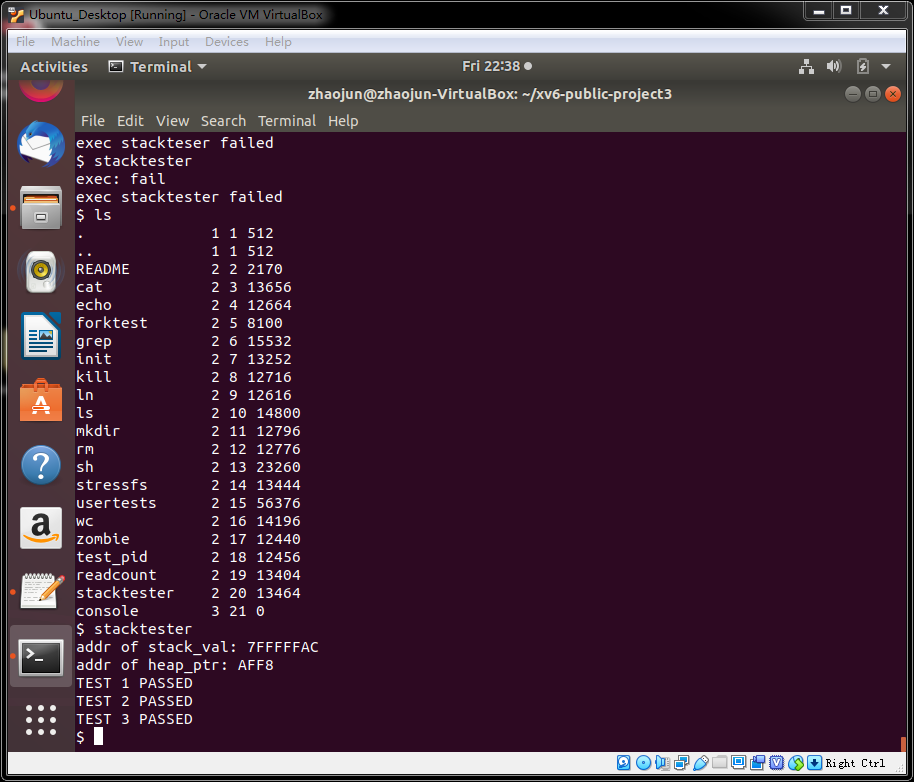 Ubuntu_Desktop [Running] - Oracle VM VirtualBox
File Machine View Input Devices Help
Activities Terminal Fri 22:38
zhaojun@zhaojun-VirtualBox: ~/xv6-public-project3
File Edit View Search Terminal Help
exec stackteser failed
$ stacktester
exec: fail
exec stacktester failed
$ ls
. 1 1 512
.. 1 1 512
README 2 2 2170
cat 2 3 13656
echo 2 4 12664
forktest 2 5 8100
grep 2 6 15532
init 2 7 13252
kill 2 8 12716
ln 2 9 12616
ls 2 10 14800
mkdir 2 11 12796
rm 2 12 12776
sh 2 13 23260
stressfs 2 14 13444
usertests 2 15 56376
wc 2 16 14196
zombie 2 17 12440
test_pid 2 18 12456
readcount 2 19 13404
stacktester 2 20 13464
console 3 21 0
$ stacktester
addr of stack_val: 7FFFFFAC
addr of heap_ptr: AFF8
TEST 1 PASSED
TEST 2 PASSED
TEST 3 PASSED
$
Right Ctrl